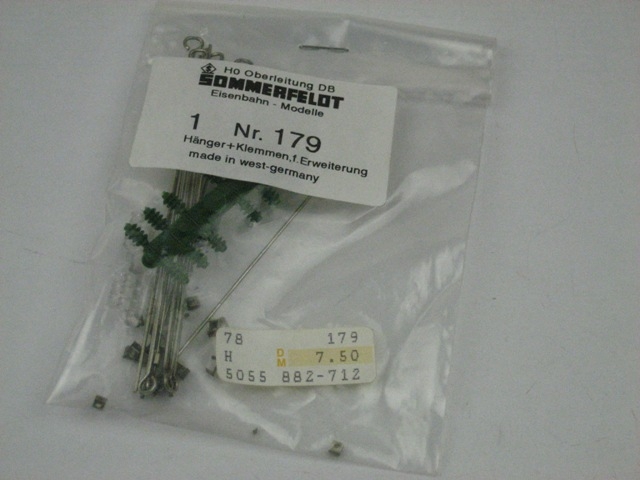 H0 Oberleitung DB
SOMMERFELDT
Eisenbahn - Modelle
1 Nr. 179
Hänger+Klemmen,f.Erweiterung
made in west-germany
78 179
H DM 7.50
5055 882-712